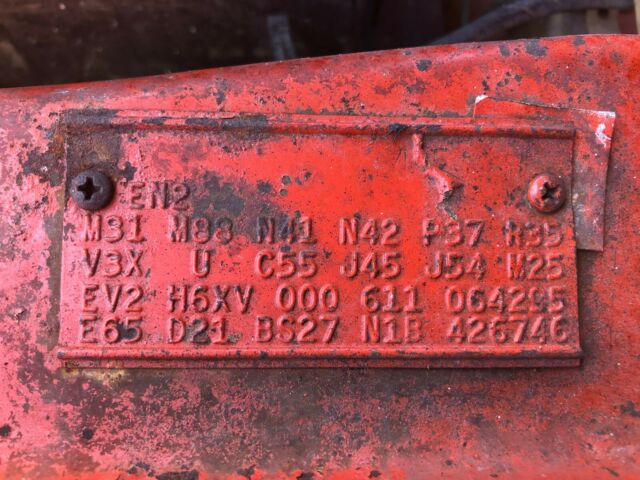 EN2
M31 M88 N41 N42 P37 R35
V3X U C55 J45 J54 M25
EV2 H6XV 000 611 064295
E65 D21 BS27 N1B 426746